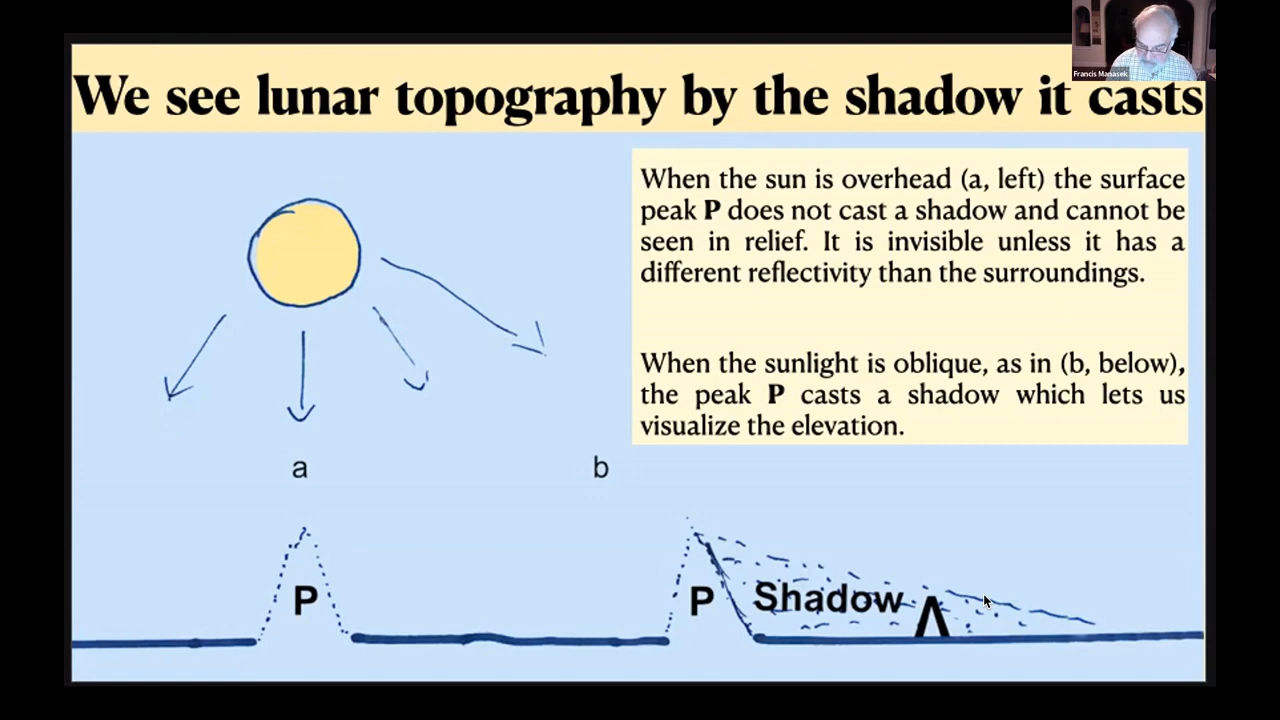 Francis Manasek
We see lunar topography by the shadow it casts
When the sun is overhead (a, left) the surface
peak P does not cast a shadow and cannot be
seen in relief. It is invisible unless it has a
different reflectivity than the surroundings.
When the sunlight is oblique, as in (b, below),
the peak P casts a shadow which lets us
visualize the elevation.
a
b
P
P
Shadow